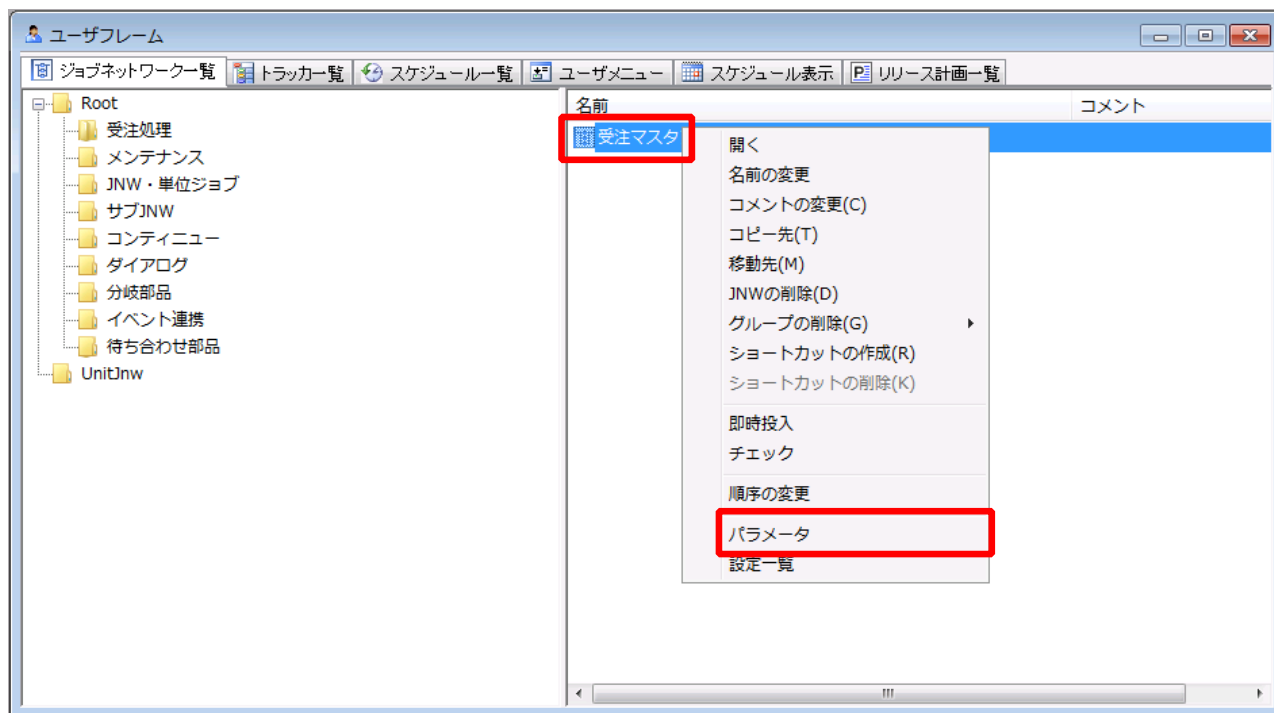 ユーザフレーム
ジョブネットワーク一覧 トラッカ一覧 スケジュール一覧 ユーザメニュー スケジュール表示 リリース計画一覧
Root
受注処理
メンテナンス
JNW・単位ジョブ
サブJNW
コンティニュー
ダイアログ
分岐部品
イベント連携
待ち合わせ部品
UnitJnw
名前 コメント
受注マスタ
開く
名前の変更
コメントの変更(C)
コピー先(T)
移動先(M)
JNWの削除(D)
グループの削除(G)
ショートカットの作成(R)
ショートカットの削除(K)
即時投入
チェック
順序の変更
パラメータ
設定一覧